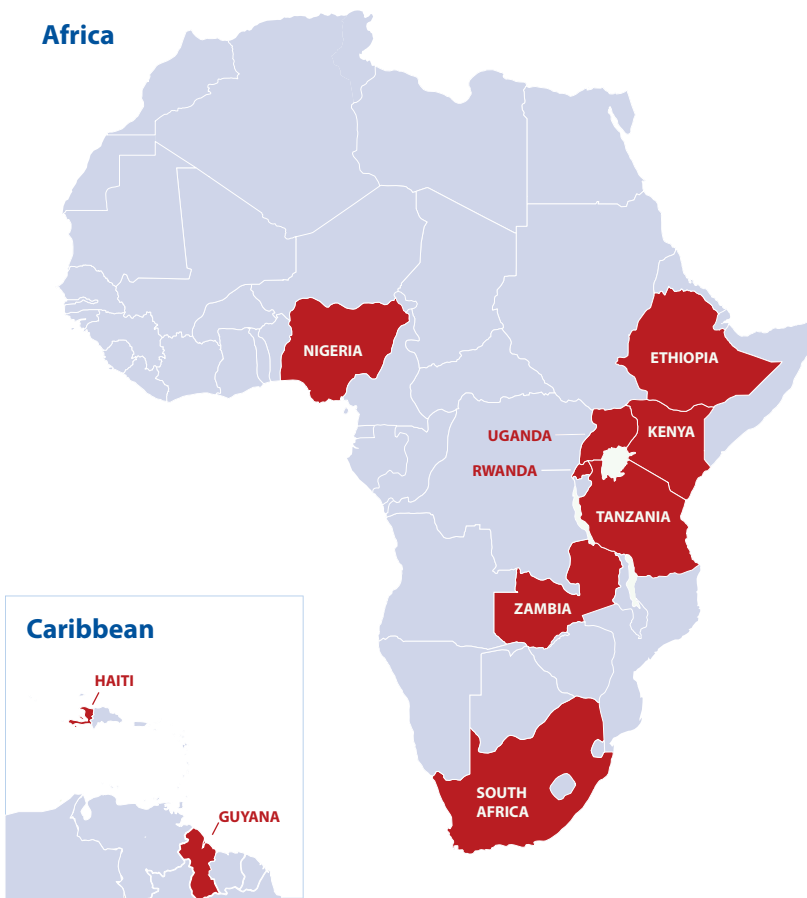 Africa
NIGERIA
ETHIOPIA
UGANDA
KENYA
RWANDA
TANZANIA
ZAMBIA
SOUTH
AFRICA
Caribbean
HAITI
GUYANA